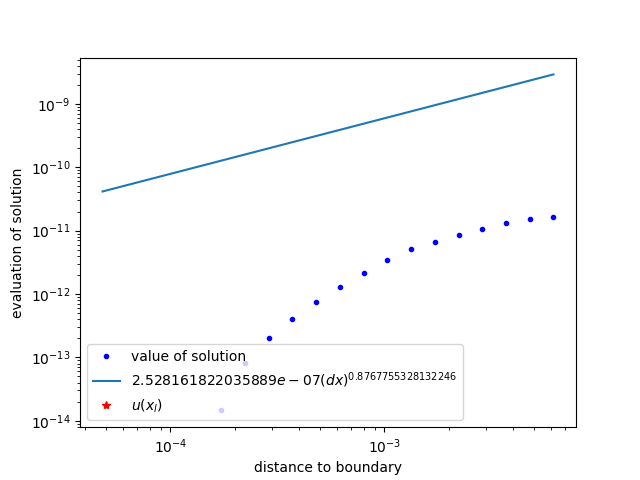 10⁻⁹
10⁻¹⁰
10⁻¹¹
10⁻¹²
10⁻¹³
10⁻¹⁴
evaluation of solution
value of solution
2.528161822035889e−07(dx)^0.8767755328132246
u(x_l)
10⁻⁴
10⁻³
distance to boundary